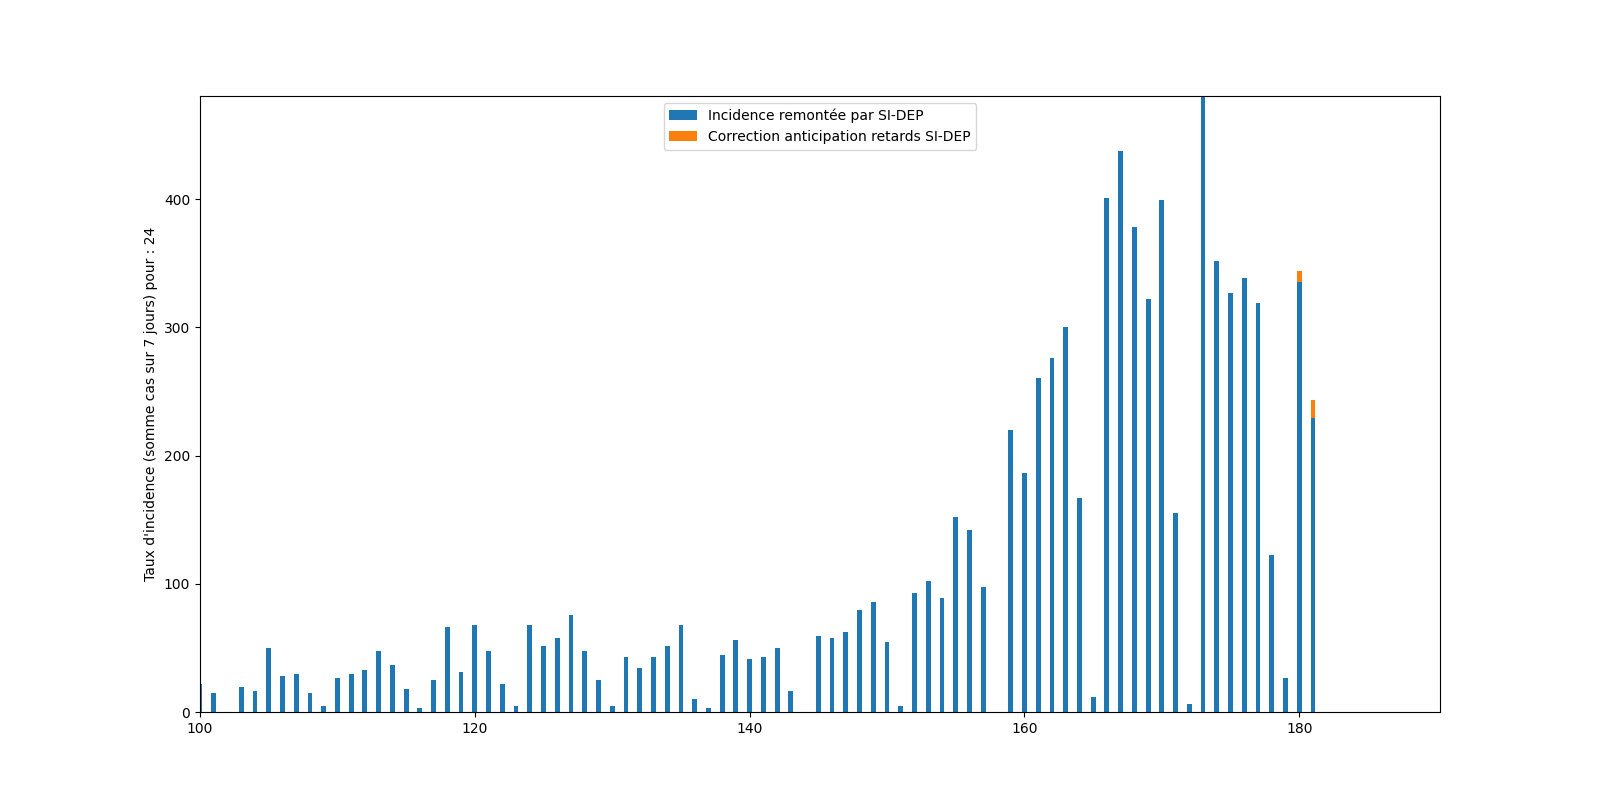 Incidence remontée par SI-DEP
Correction anticipation retards SI-DEP
Taux d'incidence (somme cas sur 7 jours) pour : 24
400
300
200
100
0
100 120 140 160 180